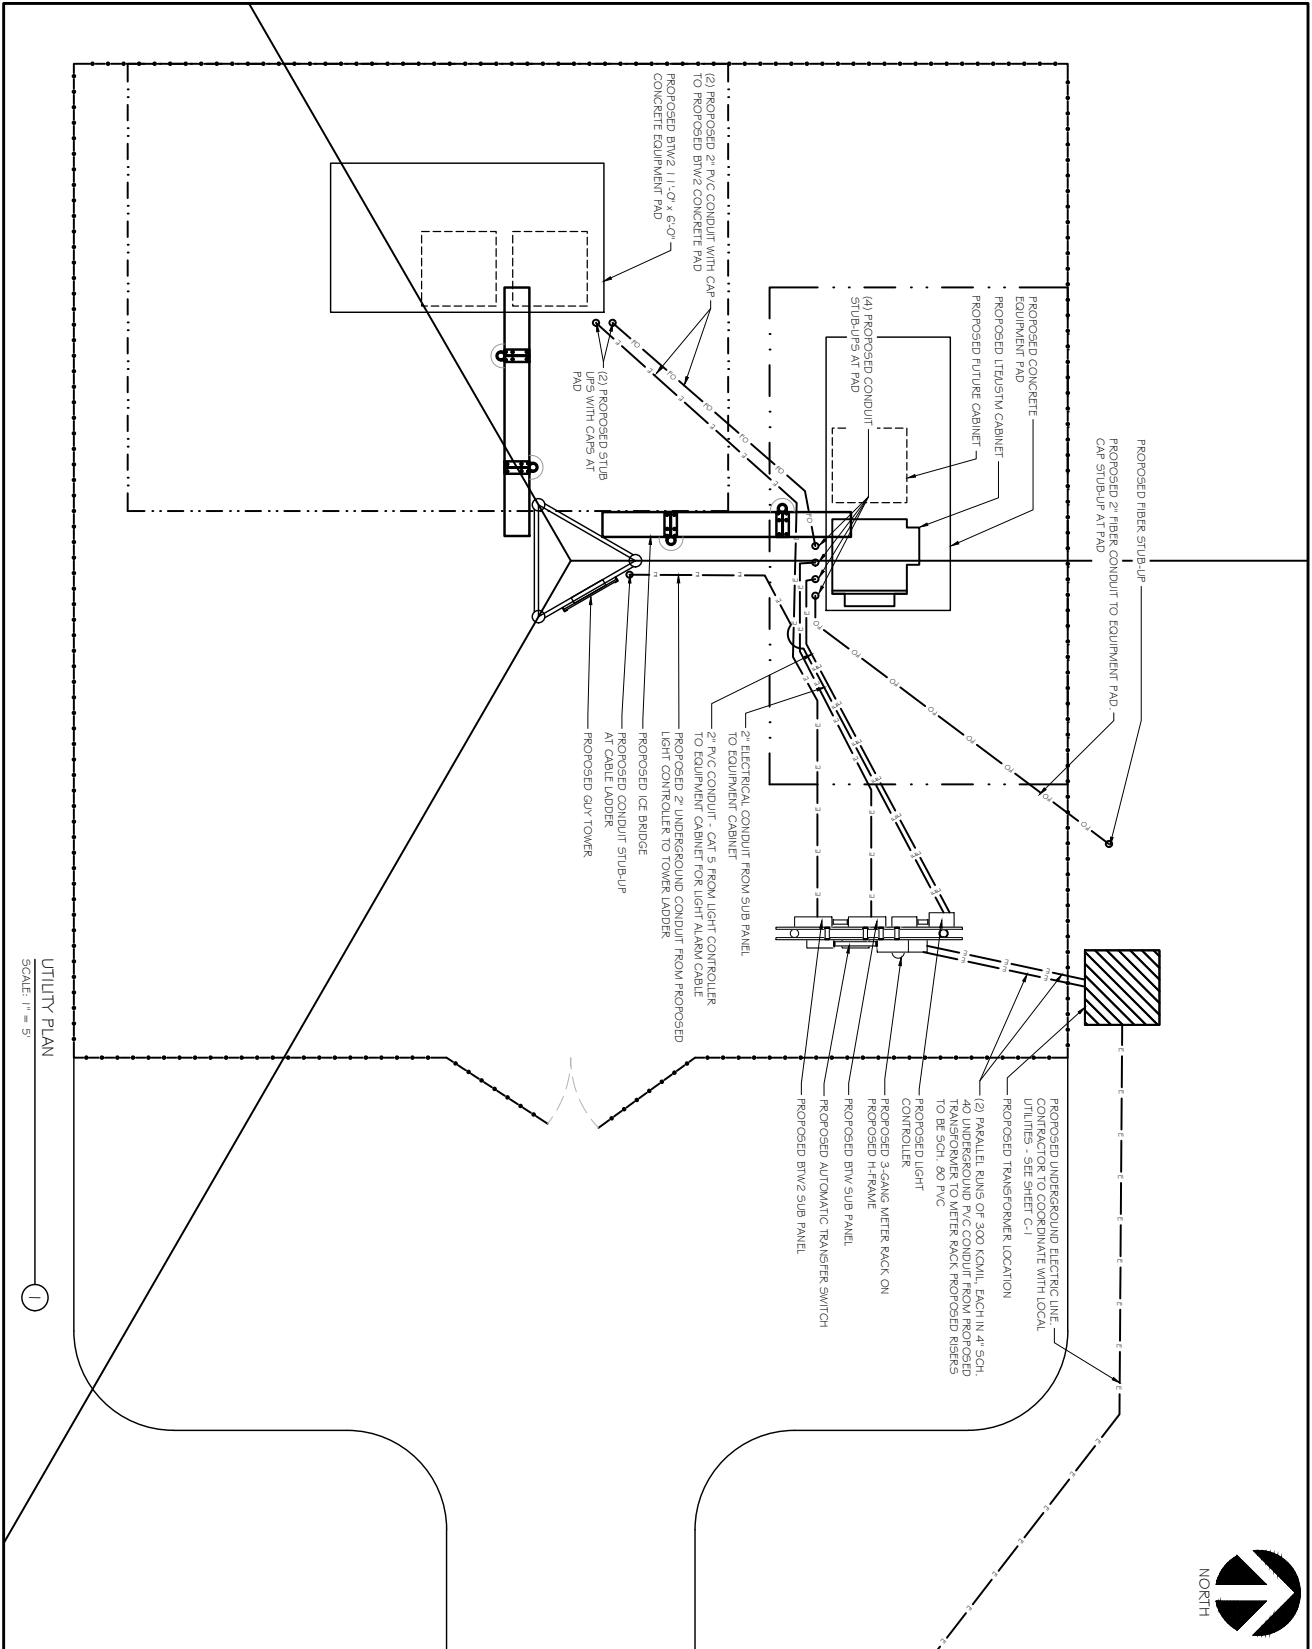 PROPOSED FIBER STUB-UP
PROPOSED 2" FIBER CONDUIT TO EQUIPMENT PAD.
CAP STUB-UP AT PAD
PROPOSED CONCRETE
EQUIPMENT PAD
PROPOSED LTE/USTM CABINET
PROPOSED FUTURE CABINET
(4) PROPOSED CONDUIT
STUB-UPS AT PAD
(2) PROPOSED 2" PVC CONDUIT WITH CAP
TO PROPOSED BTW2 CONCRETE PAD
PROPOSED BTW2 11'-0" x 6'-0"
CONCRETE EQUIPMENT PAD
(2) PROPOSED STUB
UPS WITH CAPS AT
PAD
2" ELECTRICAL CONDUIT FROM SUB PANEL
TO EQUIPMENT CABINET
2" PVC CONDUIT - CAT 5 FROM LIGHT CONTROLLER
TO EQUIPMENT CABINET FOR LIGHT ALARM CABLE
PROPOSED 2" UNDERGROUND CONDUIT FROM PROPOSED
LIGHT CONTROLLER TO TOWER LADDER
PROPOSED ICE BRIDGE
PROPOSED CONDUIT STUB-UP
AT CABLE LADDER
PROPOSED GUY TOWER
PROPOSED UNDERGROUND ELECTRIC LINE.
CONTRACTOR TO COORDINATE WITH LOCAL
UTILITIES - SEE SHEET C-1
PROPOSED TRANSFORMER LOCATION
(2) PARALLEL RUNS OF 300 KCMIL, EACH IN 4" SCH.
40 UNDERGROUND PVC CONDUIT FROM PROPOSED
TRANSFORMER TO METER RACK. PROPOSED RISERS
TO BE SCH. 80 PVC
PROPOSED LIGHT
CONTROLLER
PROPOSED 3-GANG METER RACK ON
PROPOSED H-FRAME
PROPOSED BTW SUB PANEL
PROPOSED AUTOMATIC TRANSFER SWITCH
PROPOSED BTW2 SUB PANEL
NORTH
UTILITY PLAN
SCALE: 1" = 5'
1